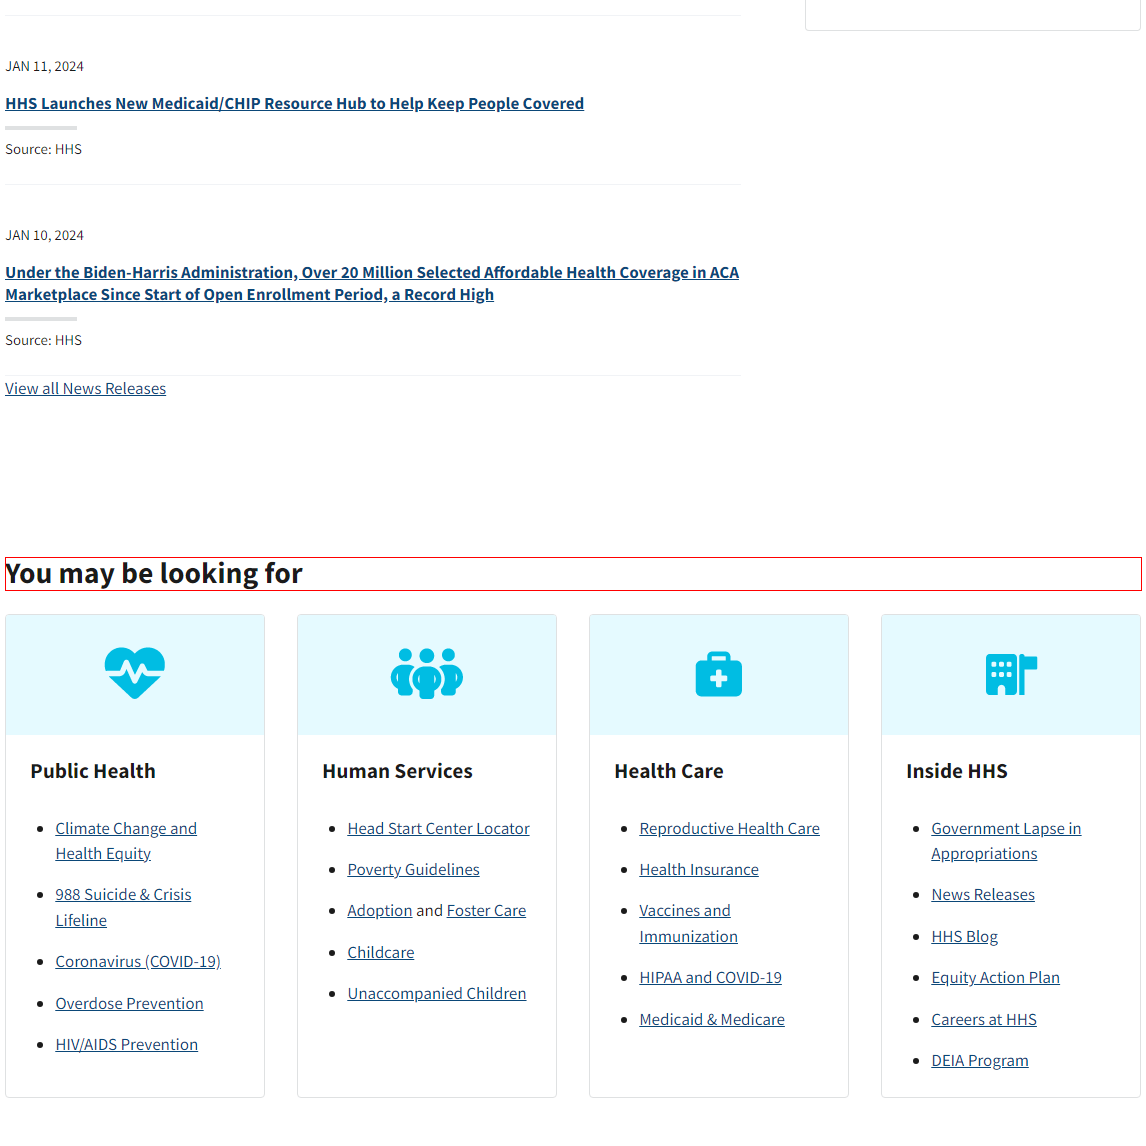 JAN 11, 2024
HHS Launches New Medicaid/CHIP Resource Hub to Help Keep People Covered
Source: HHS
JAN 10, 2024
Under the Biden-Harris Administration, Over 20 Million Selected Affordable Health Coverage in ACA
Marketplace Since Start of Open Enrollment Period, a Record High
Source: HHS
View all News Releases
You may be looking for
Public Health
Climate Change and
Health Equity
988 Suicide & Crisis
Lifeline
Coronavirus (COVID-19)
Overdose Prevention
HIV/AIDS Prevention
Human Services
Head Start Center Locator
Poverty Guidelines
Adoption and Foster Care
Childcare
Unaccompanied Children
Health Care
Reproductive Health Care
Health Insurance
Vaccines and
Immunization
HIPAA and COVID-19
Medicaid & Medicare
Inside HHS
Government Lapse in
Appropriations
News Releases
HHS Blog
Equity Action Plan
Careers at HHS
DEIA Program